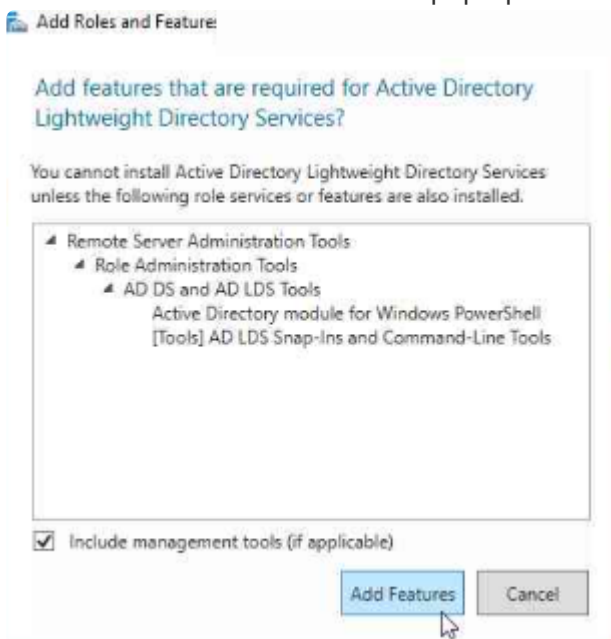 Add Roles and Features
Add features that are required for Active Directory
Lightweight Directory Services?
You cannot install Active Directory Lightweight Directory Services
unless the following role services or features are also installed.
Remote Server Administration Tools
Role Administration Tools
AD DS and AD LDS Tools
Active Directory module for Windows PowerShell
[Tools] AD LDS Snap-Ins and Command-Line Tools
Include management tools (if applicable)
Add Features
Cancel